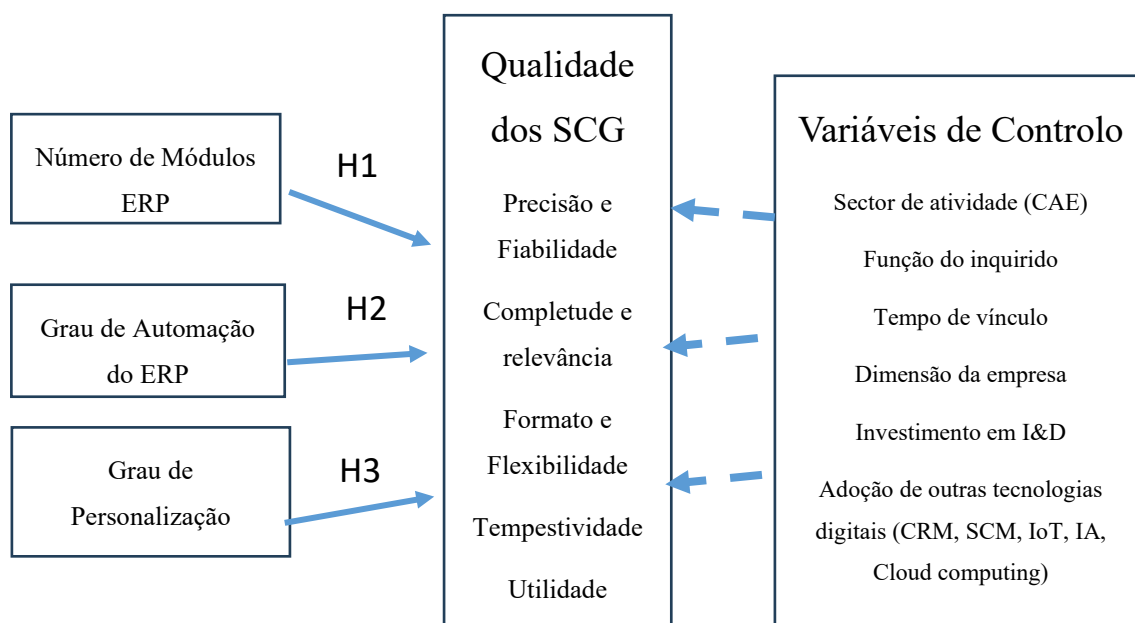 Número de Módulos
ERP
H1
Grau de Automação
do ERP
H2
Grau de
Personalização
H3
Qualidade
dos SCG
Precisão e
Fiabilidade
Completude e
relevância
Formato e
Flexibilidade
Tempestividade
Utilidade
Variáveis de Controlo
Sector de atividade (CAE)
Função do inquirido
Tempo de vínculo
Dimensão da empresa
Investimento em I&D
Adoção de outras tecnologias
digitais (CRM, SCM, IoT, IA,
Cloud computing)